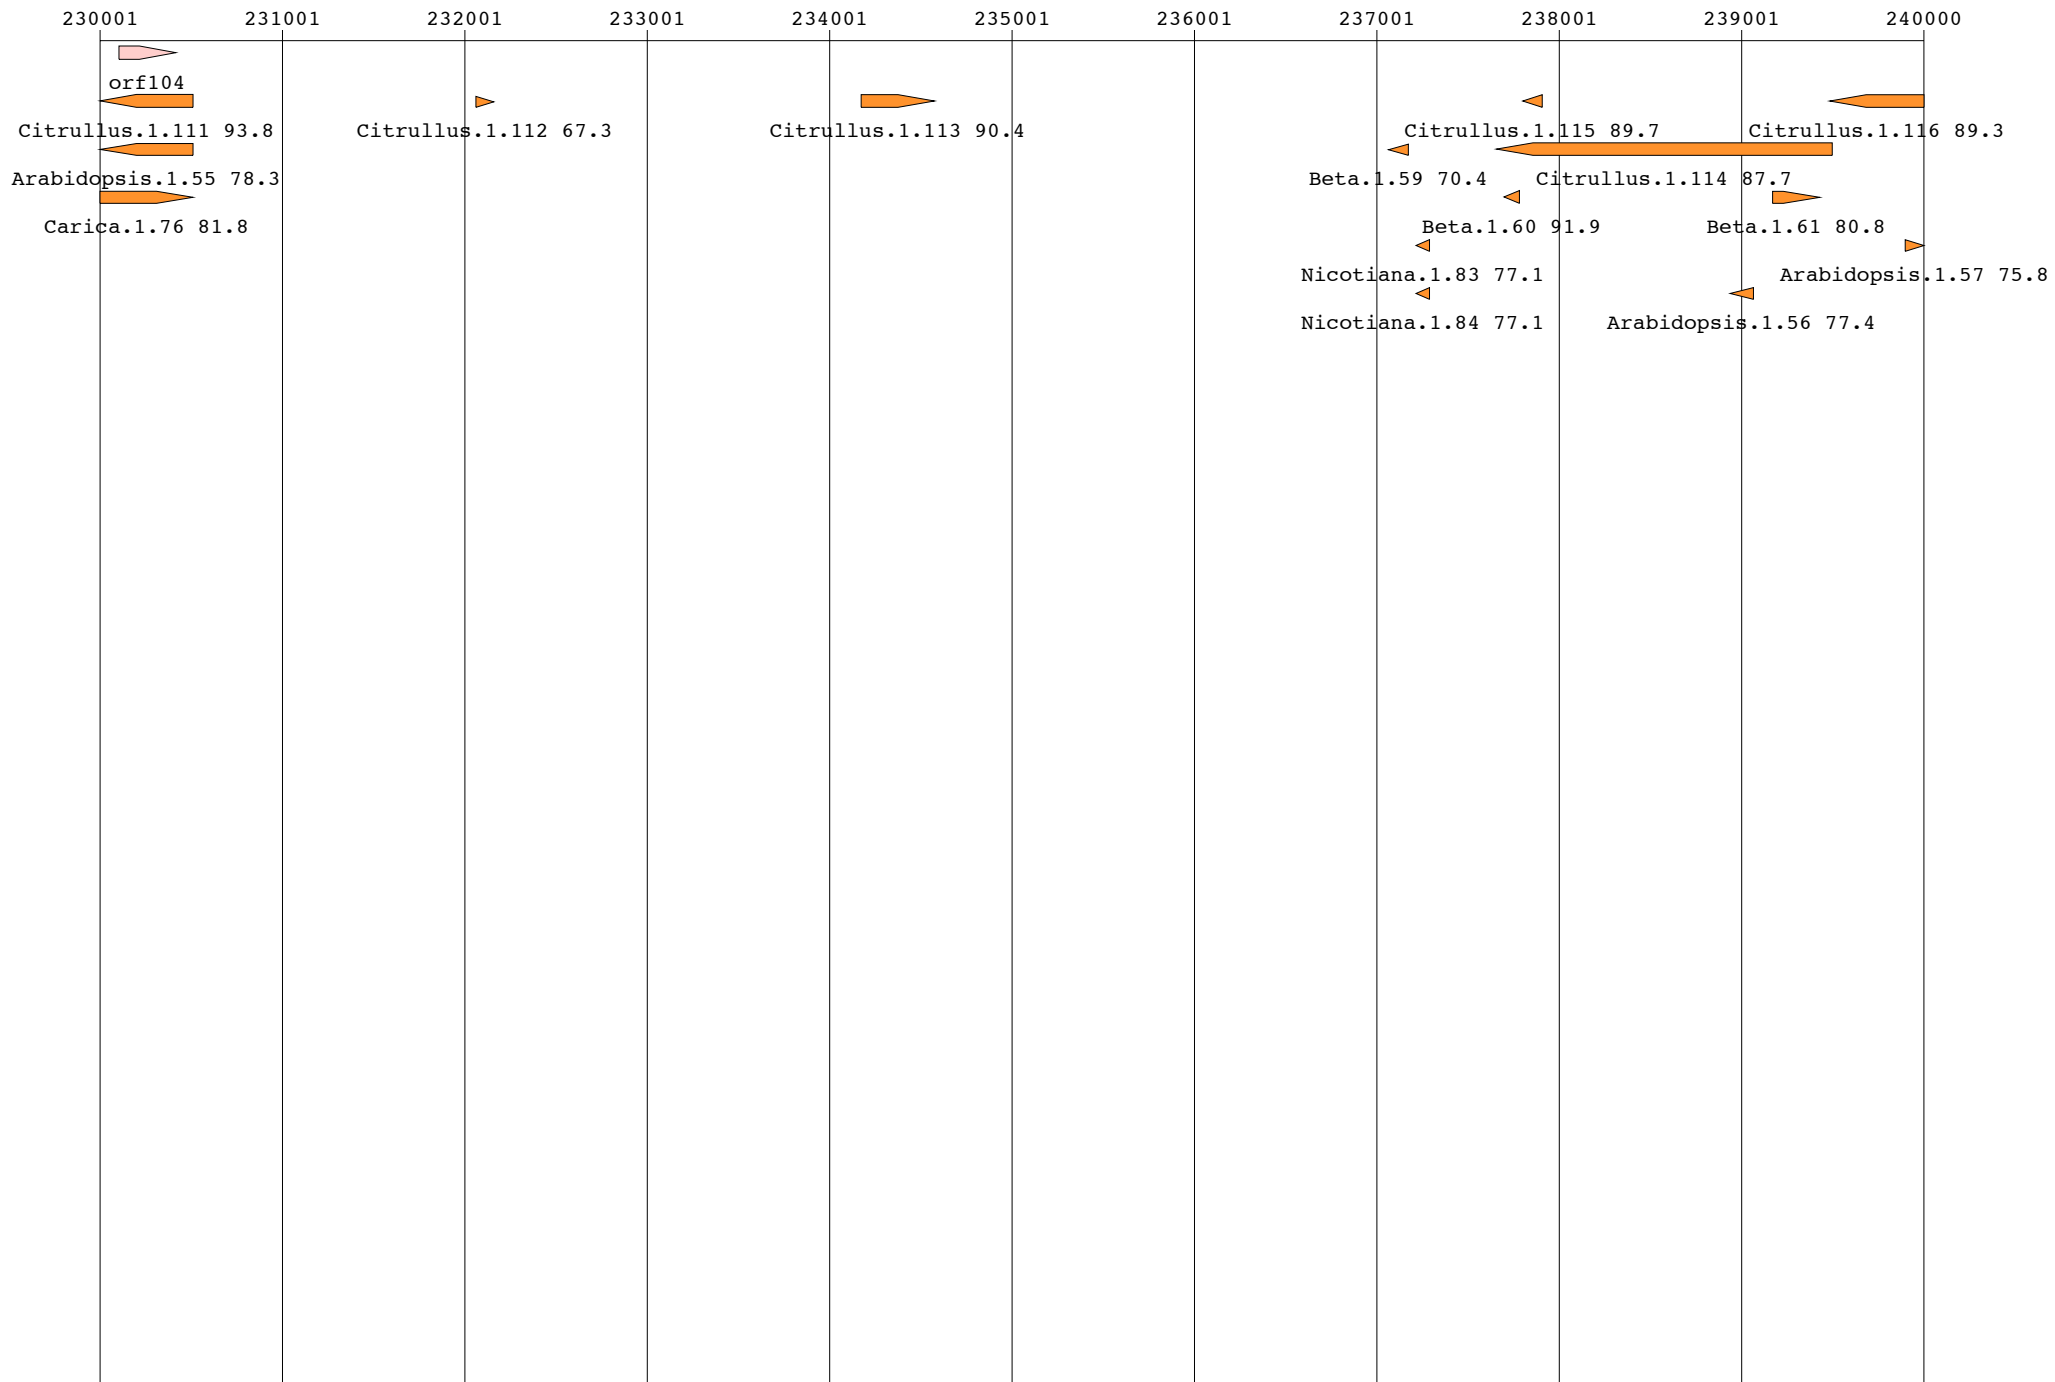 230001 231001 232001 233001 234001 235001 236001 237001 238001 239001 240000
orf104
Citrullus.1.111 93.8 Citrullus.1.112 67.3 Citrullus.1.113 90.4 Citrullus.1.115 89.7 Citrullus.1.116 89.3
Arabidopsis.1.55 78.3 Beta.1.59 70.4 Citrullus.1.114 87.7
Carica.1.76 81.8 Beta.1.60 91.9 Beta.1.61 80.8
Nicotiana.1.83 77.1 Arabidopsis.1.57 75.8
Nicotiana.1.84 77.1 Arabidopsis.1.56 77.4